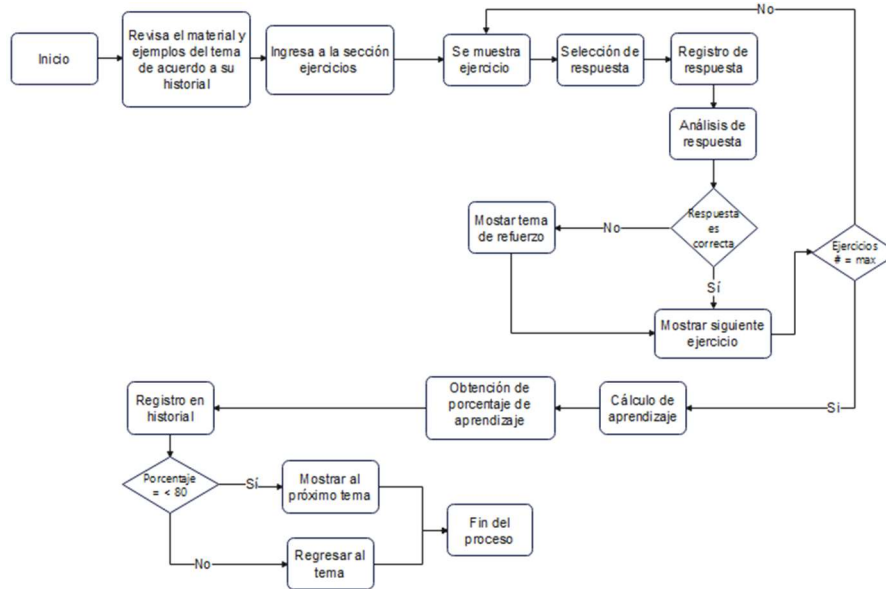 No
Inicio
Revisa el material y
ejemplos del tema
de acuerdo a su
historial
Ingresa a la sección
ejercicios
Se muestra
ejercicio
Selección de
respuesta
Registro de
respuesta
Análisis de
respuesta
Respuesta
es
correcta
No
Mostar tema
de refuerzo
Sí
Ejercicios
# = max
Mostrar siguiente
ejercicio
Si
Cálculo de
aprendizaje
Obtención de
porcentaje de
aprendizaje
Registro en
historial
Porcentaje
= < 80
Sí
Mostrar al
próximo tema
No
Regresar al
tema
Fin del
proceso